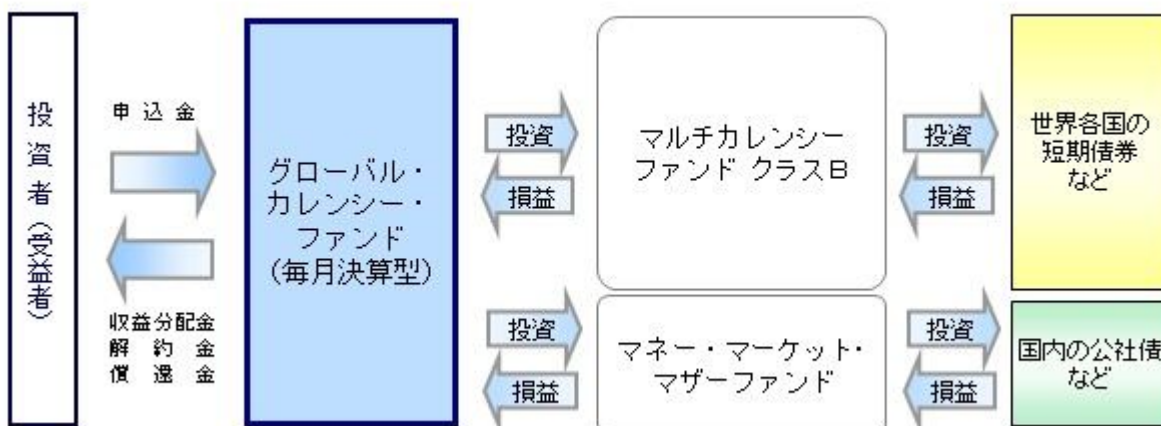 投資者(受益者)
申込金
収益分配金
解約金
償還金
グローバル・
カレンシー・
ファンド
(毎月決算型)
投資
損益
マルチカレンシー
ファンド クラスB
投資
損益
世界各国の
短期債券
など
投資
損益
マネー・マーケット・
マザーファンド
投資
損益
国内の公社債
など